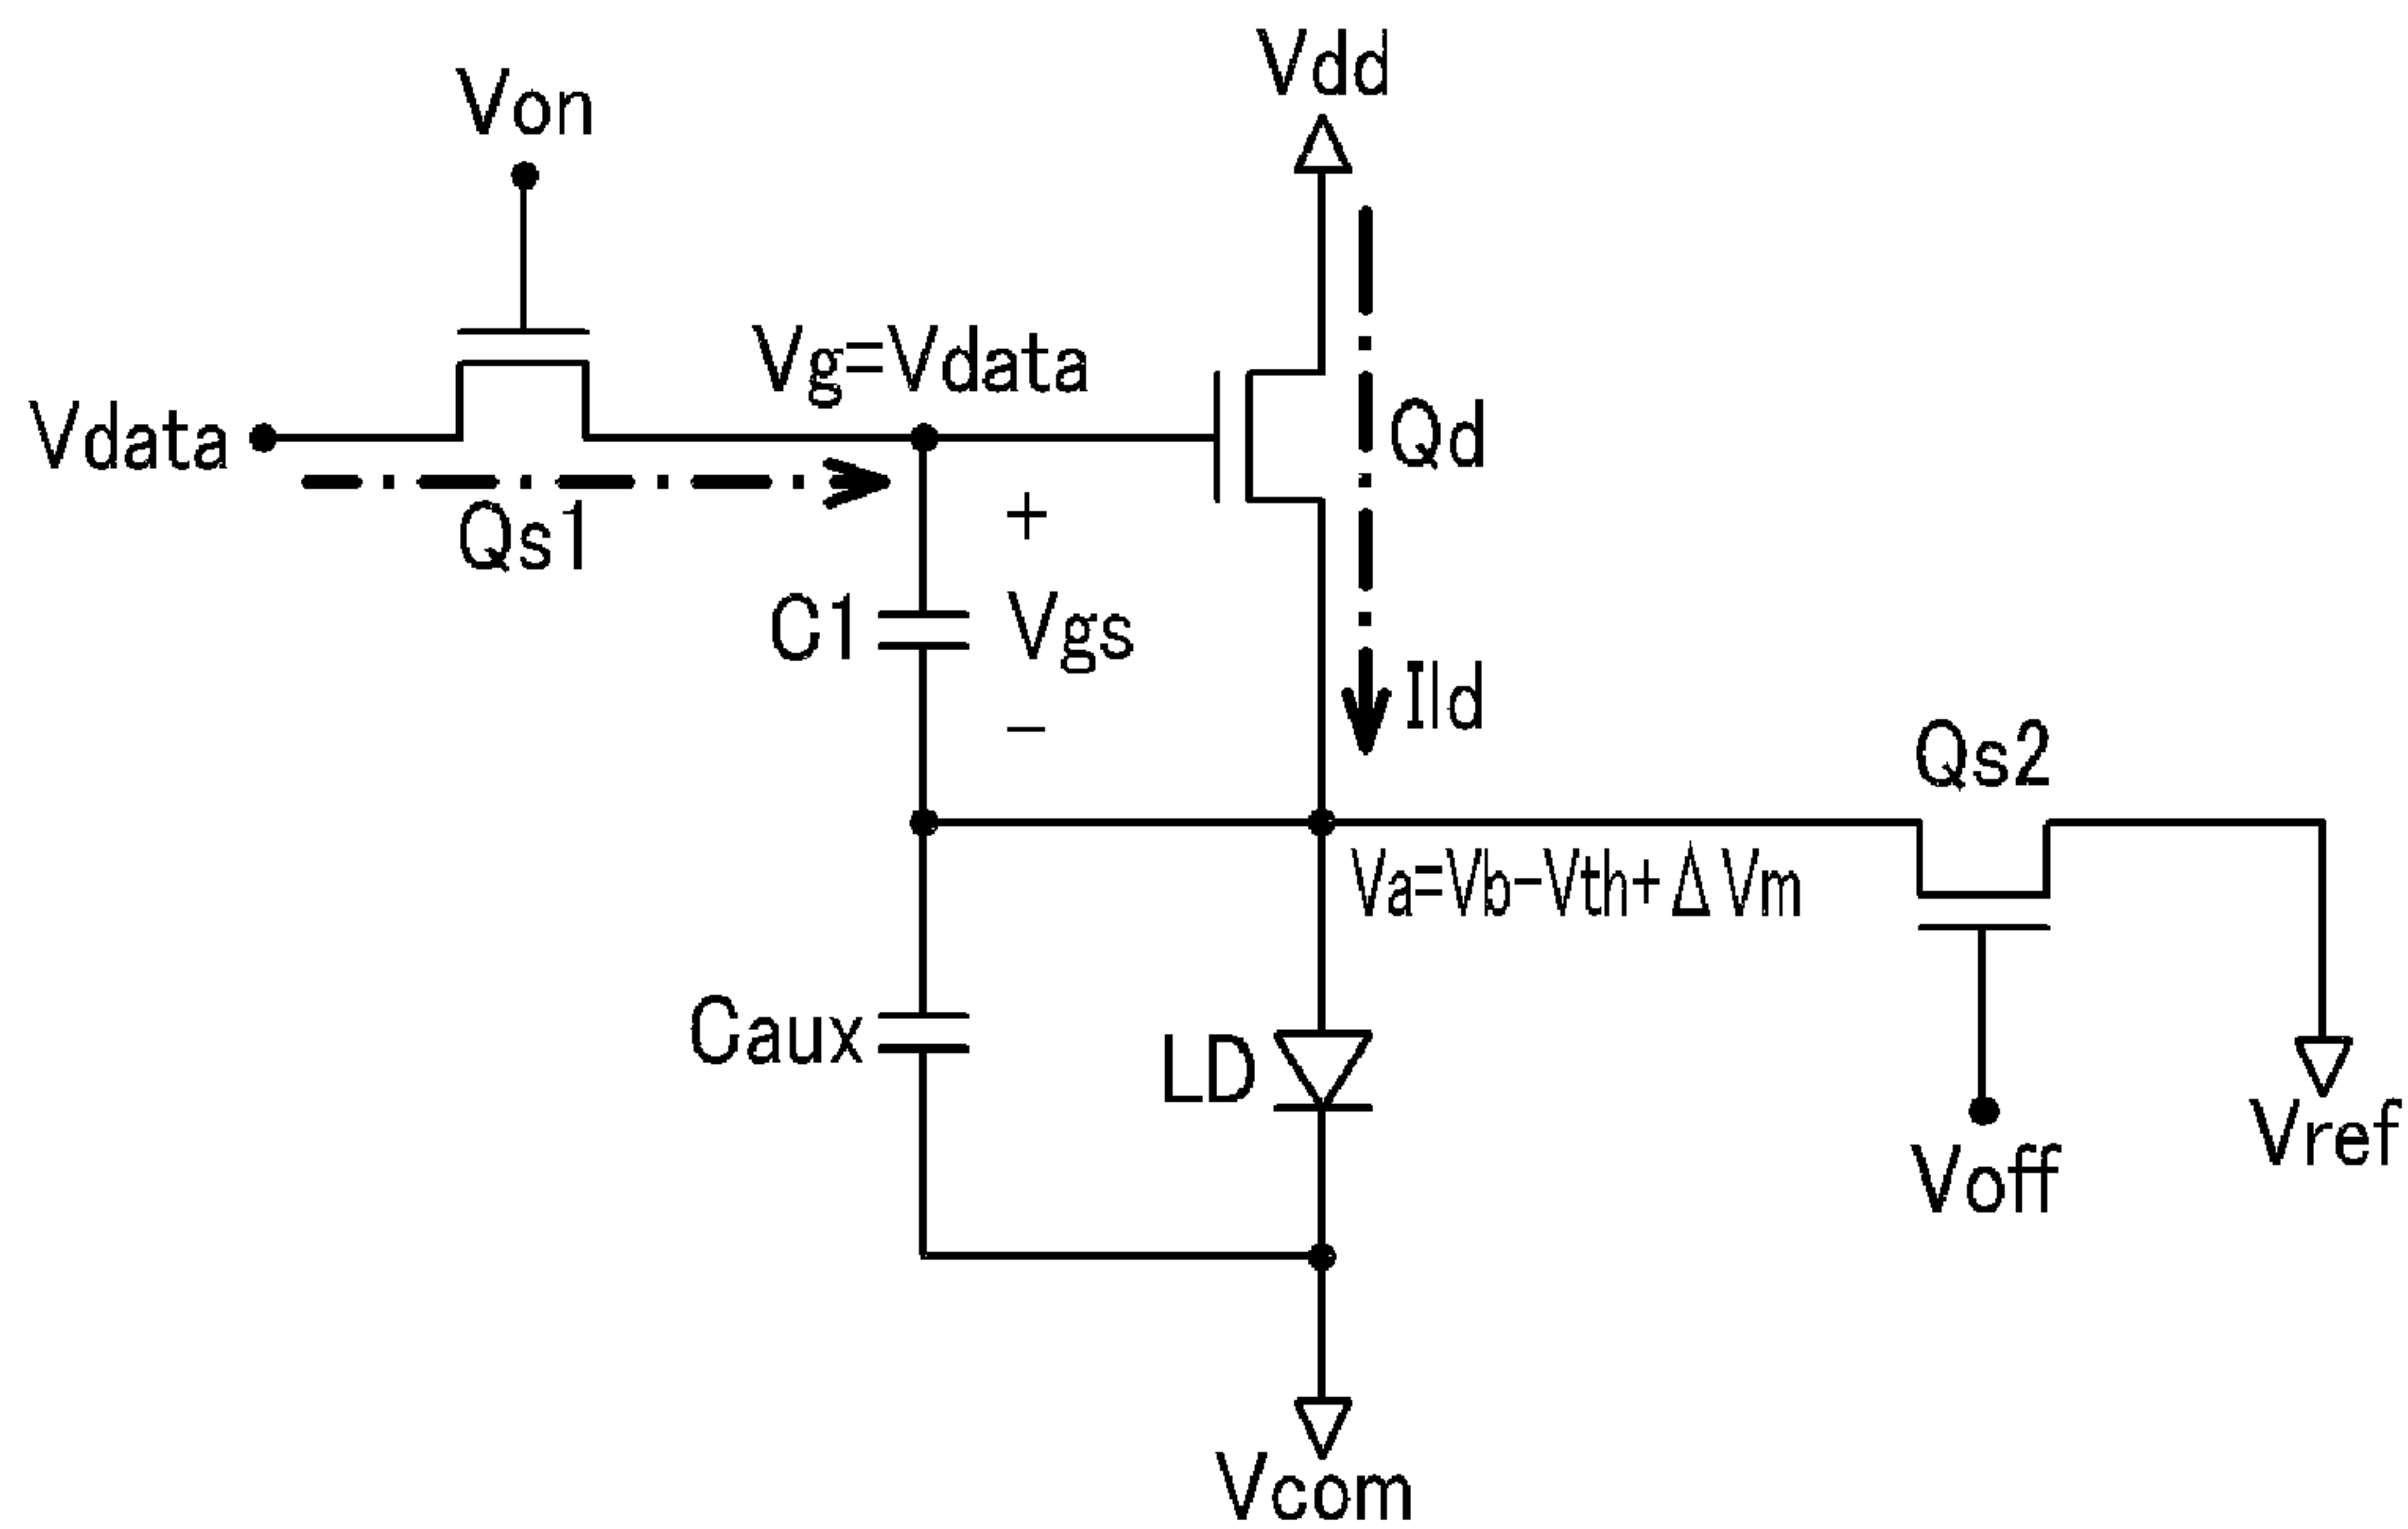 Vdd
Von
Vg=Vdata
Vdata
Qd
Qs1
+
C1
Vgs
Ild
−
Qs2
Va=Vb−Vth+ΔVm
Caux
LD
Vref
Voff
Vcom